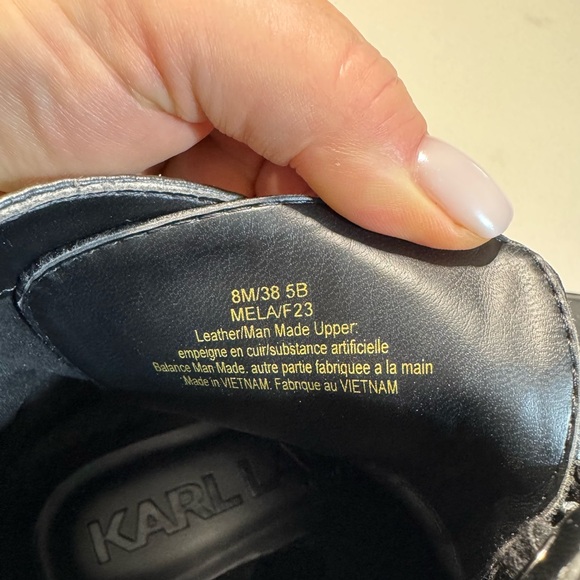 8M/38 5B
MELA/F23
Leather/Man Made Upper:
empeigne en cuir/substance artificielle
Balance Man Made. autre partie fabriquee a la main
Made in VIETNAM: Fabrique au VIETNAM
KARL